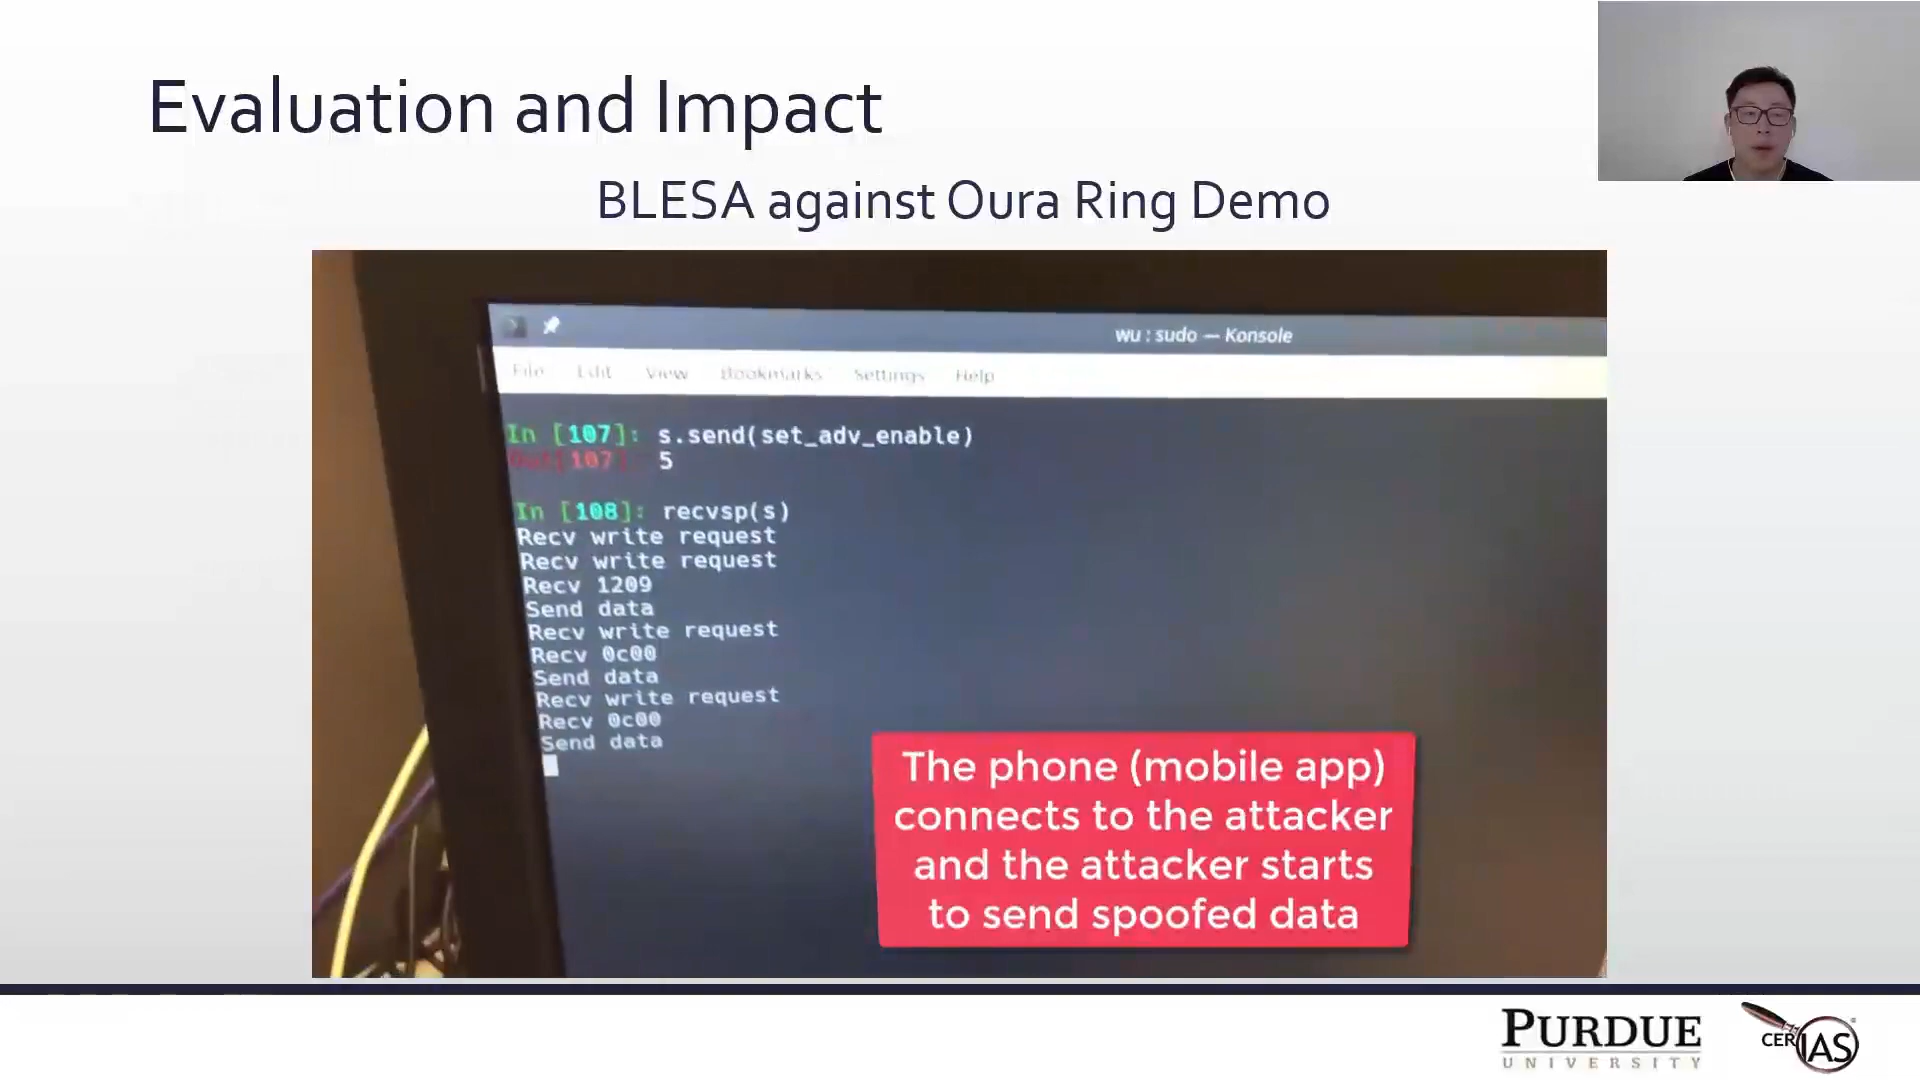 Evaluation and Impact
BLESA against Oura Ring Demo
wu : sudo — Konsole
File Edit View Bookmarks Settings Help
In [107]: s.send(set_adv_enable)
Out[107]: 5
In [108]: recvsp(s)
Recv write request
Recv write request
Recv 1209
Send data
Recv write request
Recv 0c00
Send data
Recv write request
Recv 0c00
Send data
The phone (mobile app)
connects to the attacker
and the attacker starts
to send spoofed data
PURDUE
UNIVERSITY
CERIAS